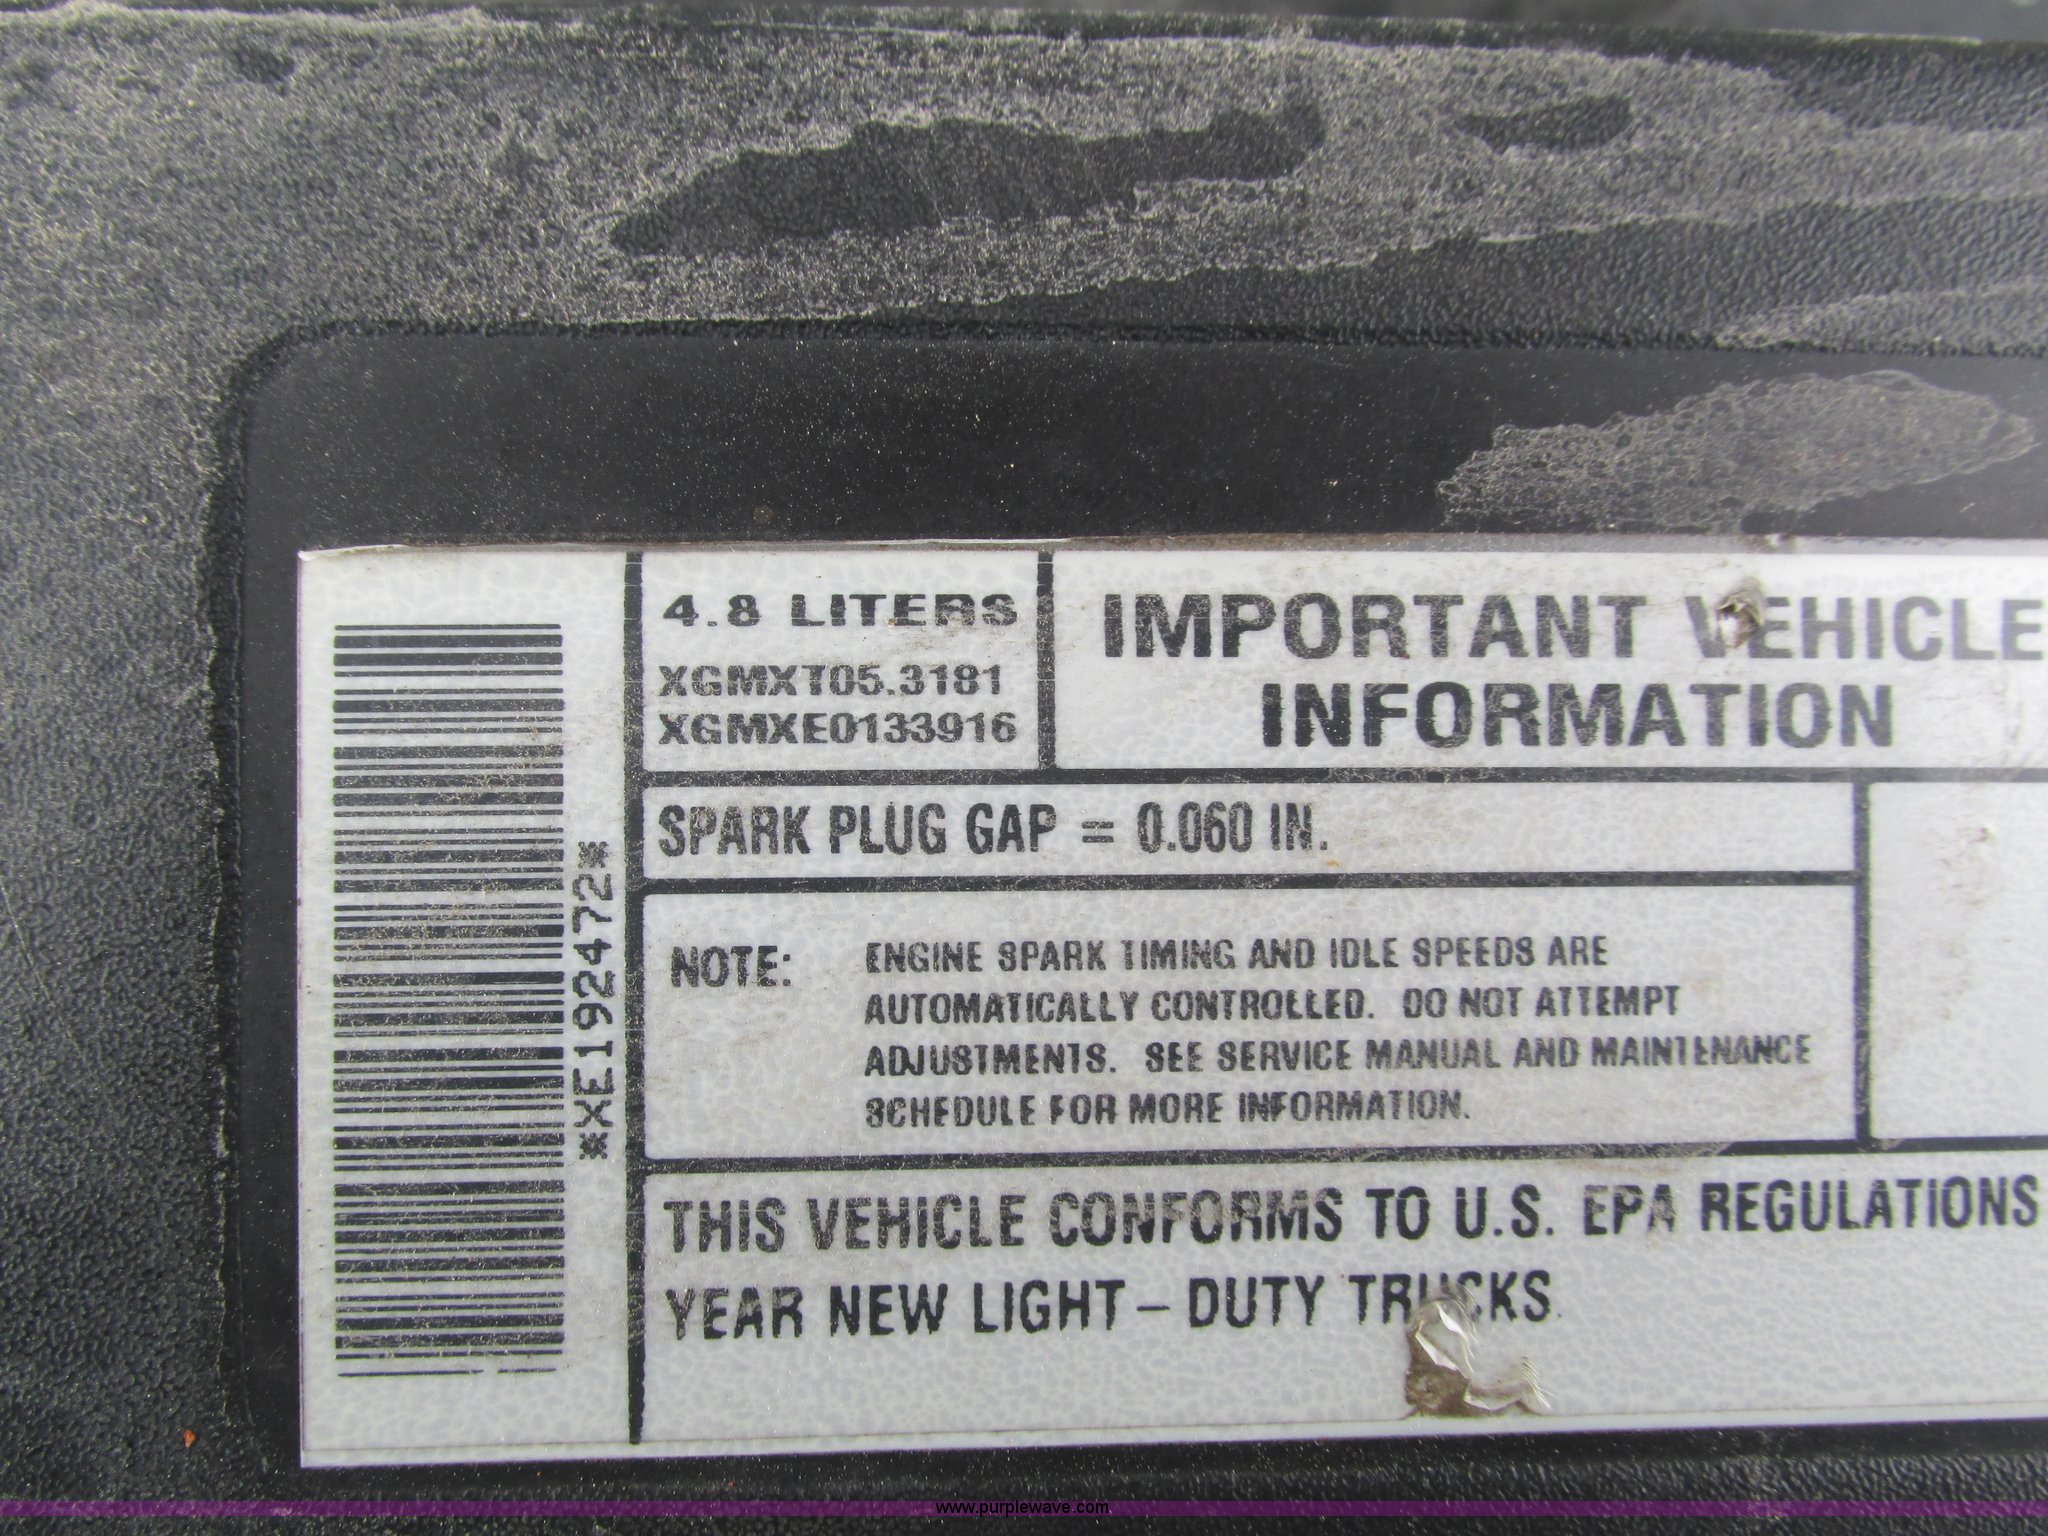 4.8 LITERS
XGMXT05.3181
XGMXE0133916
IMPORTANT VEHICLE
INFORMATION
SPARK PLUG GAP = 0.060 IN.
NOTE: ENGINE SPARK TIMING AND IDLE SPEEDS ARE
AUTOMATICALLY CONTROLLED. DO NOT ATTEMPT
ADJUSTMENTS. SEE SERVICE MANUAL AND MAINTENANCE
SCHEDULE FOR MORE INFORMATION.
THIS VEHICLE CONFORMS TO U.S. EPA REGULATIONS
YEAR NEW LIGHT – DUTY TRUCKS.
*XE192472*
www.purplewave.com